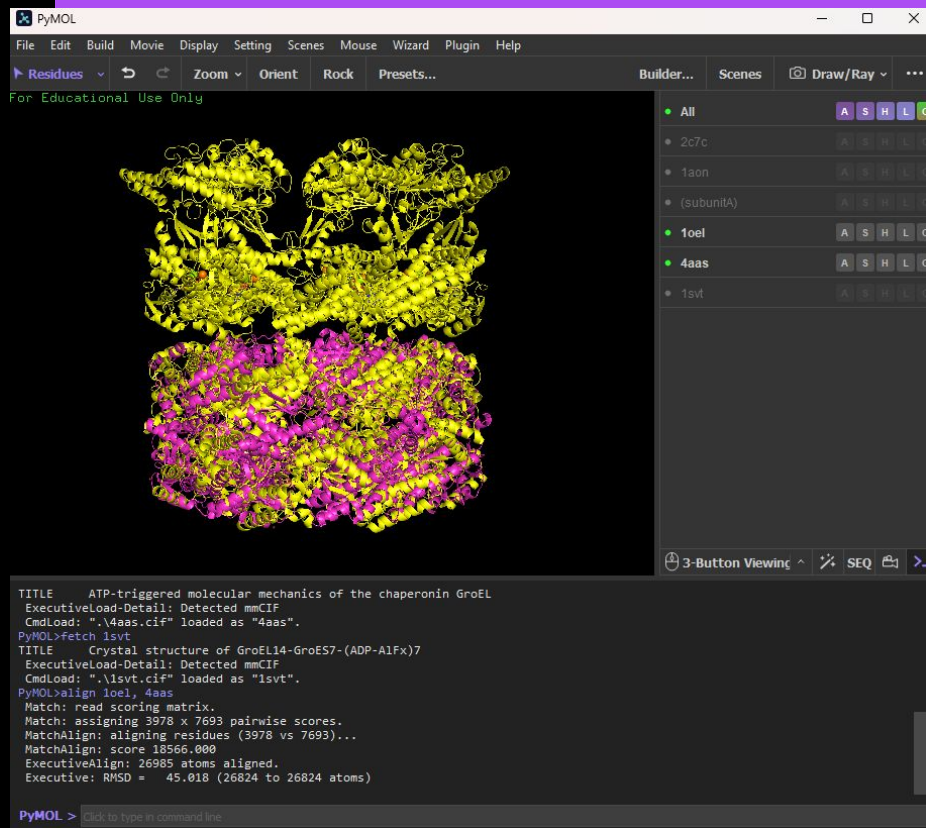 PyMOL
File Edit Build Movie Display Setting Scenes Mouse Wizard Plugin Help
Residues Zoom Orient Rock Presets... Builder... Scenes Draw/Ray ...
For Educational Use Only
All A S H L C
2c7c A S H L C
1aon A S H L C
(subunitA) A S H L C
1oel A S H L C
4aas A S H L C
1svt A S H L C
3-Button Viewing SEQ
TITLE ATP-triggered molecular mechanics of the chaperonin GroEL
ExecutiveLoad-Detail: Detected mmCIF
CmdLoad: ".\4aas.cif" loaded as "4aas".
PyMOL>fetch 1svt
TITLE Crystal structure of GroEL14-GroES7-(ADP-AlFx)7
ExecutiveLoad-Detail: Detected mmCIF
CmdLoad: ".\1svt.cif" loaded as "1svt".
PyMOL>align 1oel, 4aas
Match: read scoring matrix.
Match: assigning 3978 x 7693 pairwise scores.
MatchAlign: aligning residues (3978 vs 7693)...
MatchAlign: score 18566.000
ExecutiveAlign: 26985 atoms aligned.
Executive: RMSD = 45.018 (26824 to 26824 atoms)
PyMOL > Click to type in command line